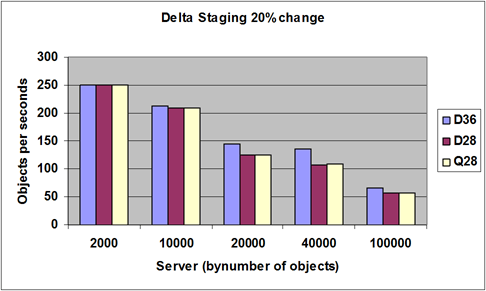 Delta Staging 20% change
Objects per seconds
300
250
200
150
100
50
0
2000 10000 20000 40000 100000
Server (bynumber of objects)
D36
D28
Q28